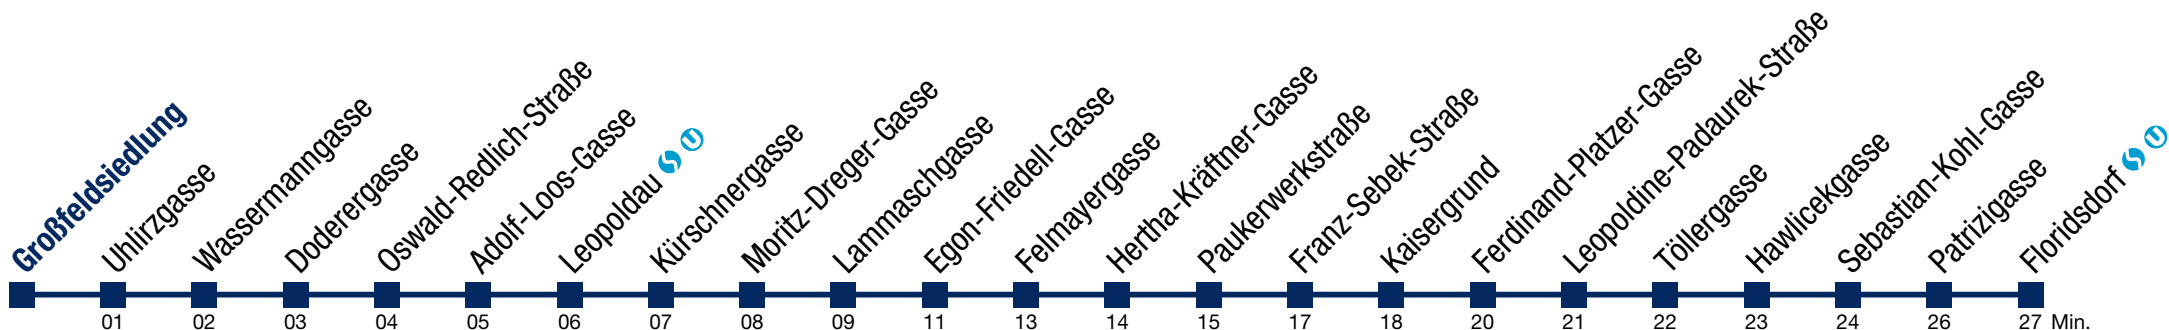 Großfeldsiedlung
Uhlirzgasse
Wassermanngasse
Doderergasse
Oswald-Redlich-Straße
Adolf-Loos-Gasse
Leopoldau S U
Kürschnergasse
Moritz-Dreger-Gasse
Lammaschgasse
Egon-Friedell-Gasse
Felmayergasse
Hertha-Kräftner-Gasse
Paukerwerkstraße
Franz-Sebek-Straße
Kaisergrund
Ferdinand-Platzer-Gasse
Leopoldine-Padaurek-Straße
Töllergasse
Hawlicekgasse
Sebastian-Kohl-Gasse
Patrizigasse
Floridsdorf S U
01 02 03 04 05 06 07 08 09 11 13 14 15 17 18 20 21 22 23 24 26 27 Min.